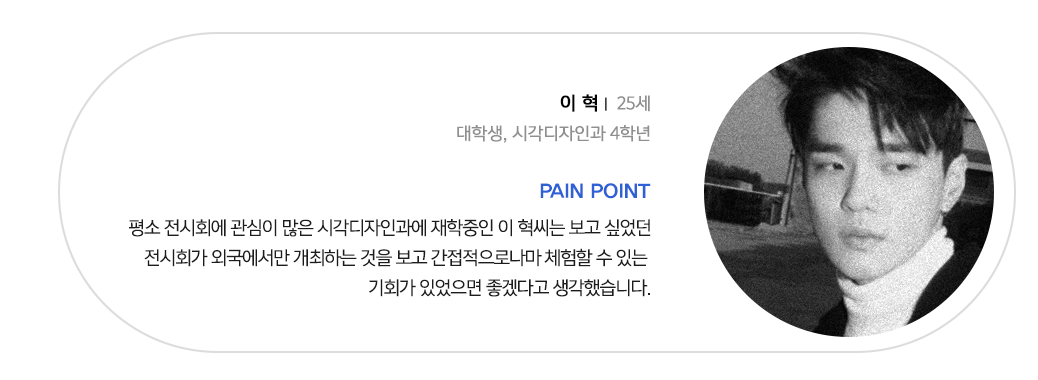 이 혁 | 25세
대학생, 시각디자인과 4학년
PAIN POINT
평소 전시회에 관심이 많은 시각디자인과에 재학중인 이 혁씨는 보고 싶었던
전시회가 외국에서만 개최하는 것을 보고 간접적으로나마 체험할 수 있는
기회가 있었으면 좋겠다고 생각했습니다.